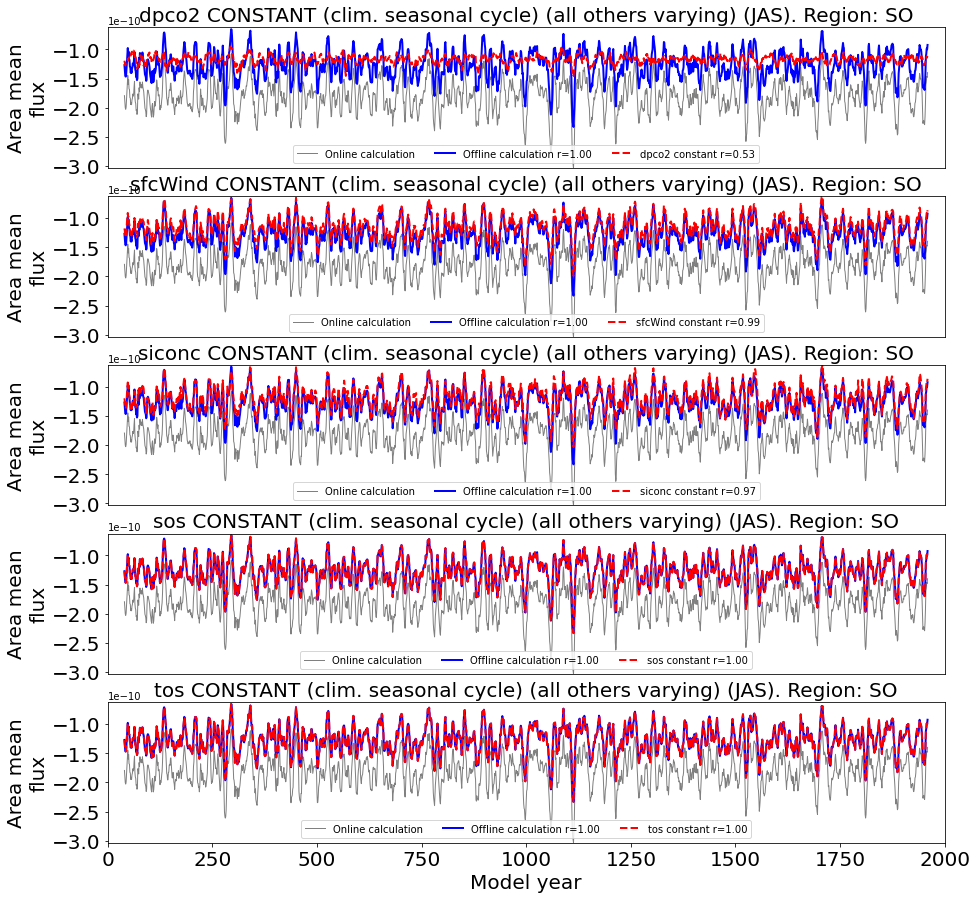 dpco2 CONSTANT (clim. seasonal cycle) (all others varying) (JAS). Region: SO
1e−10
Area mean
flux
−1.0
−1.5
−2.0
−2.5
−3.0
Online calculation
Offline calculation r=1.00
dpco2 constant r=0.53
sfcWind CONSTANT (clim. seasonal cycle) (all others varying) (JAS). Region: SO
1e−10
Area mean
flux
−1.0
−1.5
−2.0
−2.5
−3.0
Online calculation
Offline calculation r=1.00
sfcWind constant r=0.99
siconc CONSTANT (clim. seasonal cycle) (all others varying) (JAS). Region: SO
1e−10
Area mean
flux
−1.0
−1.5
−2.0
−2.5
−3.0
Online calculation
Offline calculation r=1.00
siconc constant r=0.97
sos CONSTANT (clim. seasonal cycle) (all others varying) (JAS). Region: SO
1e−10
Area mean
flux
−1.0
−1.5
−2.0
−2.5
−3.0
Online calculation
Offline calculation r=1.00
sos constant r=1.00
tos CONSTANT (clim. seasonal cycle) (all others varying) (JAS). Region: SO
1e−10
Area mean
flux
−1.0
−1.5
−2.0
−2.5
−3.0
Online calculation
Offline calculation r=1.00
tos constant r=1.00
0 250 500 750 1000 1250 1500 1750 2000
Model year